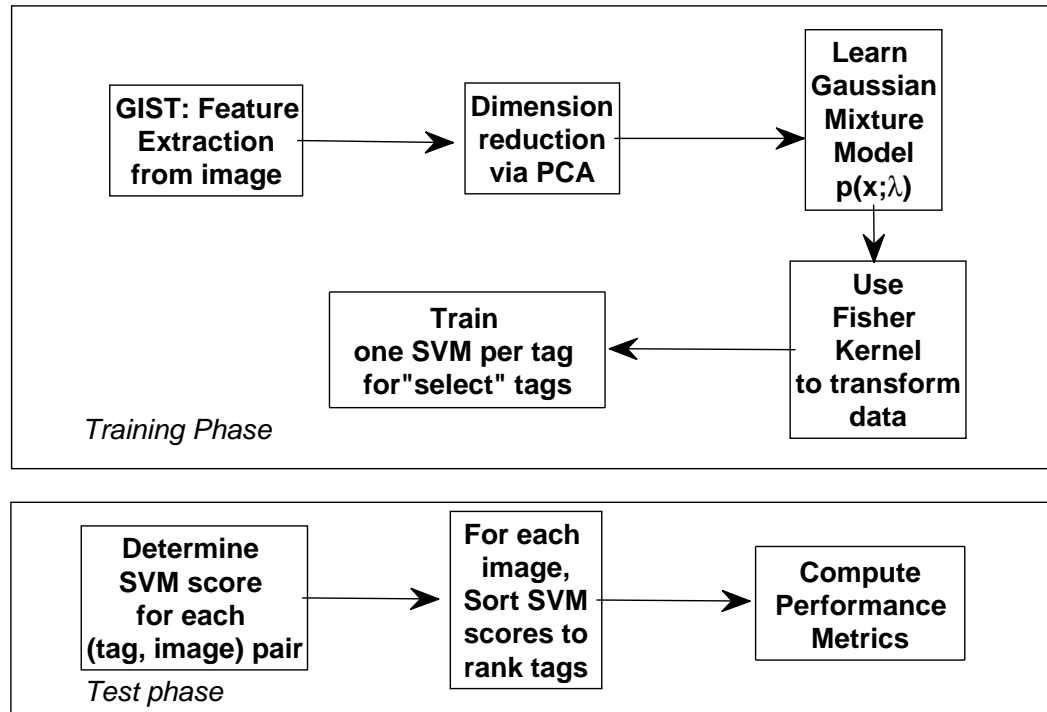 GIST: Feature
Extraction
from image
Dimension
reduction
via PCA
Learn
Gaussian
Mixture
Model
p(x;λ)
Use
Fisher
Kernel
to transform
data
Train
one SVM per tag
for"select" tags
Training Phase
Determine
SVM score
for each
(tag, image) pair
For each
image,
Sort SVM
scores to
rank tags
Compute
Performance
Metrics
Test phase